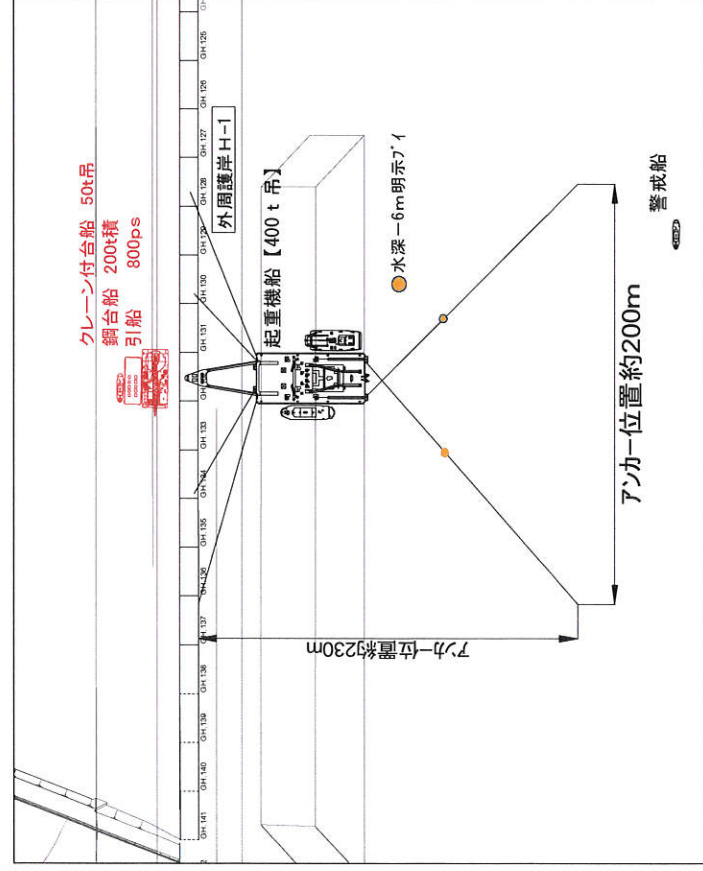 クレーン付台船 50t吊
鋼台船 200t積
引船 800ps
外周護岸H-1
起重機船【400t吊】
水深－6m明示ﾌﾞｲ
警戒船
アンカー位置約200m
アンカー位置約230m
GH.141
GH.140
GH.139
GH.138
GH.137
GH.136
GH.135
GH.134
GH.133
GH.131
GH.130
GH.129
GH.128
GH.127
GH.126
GH.125